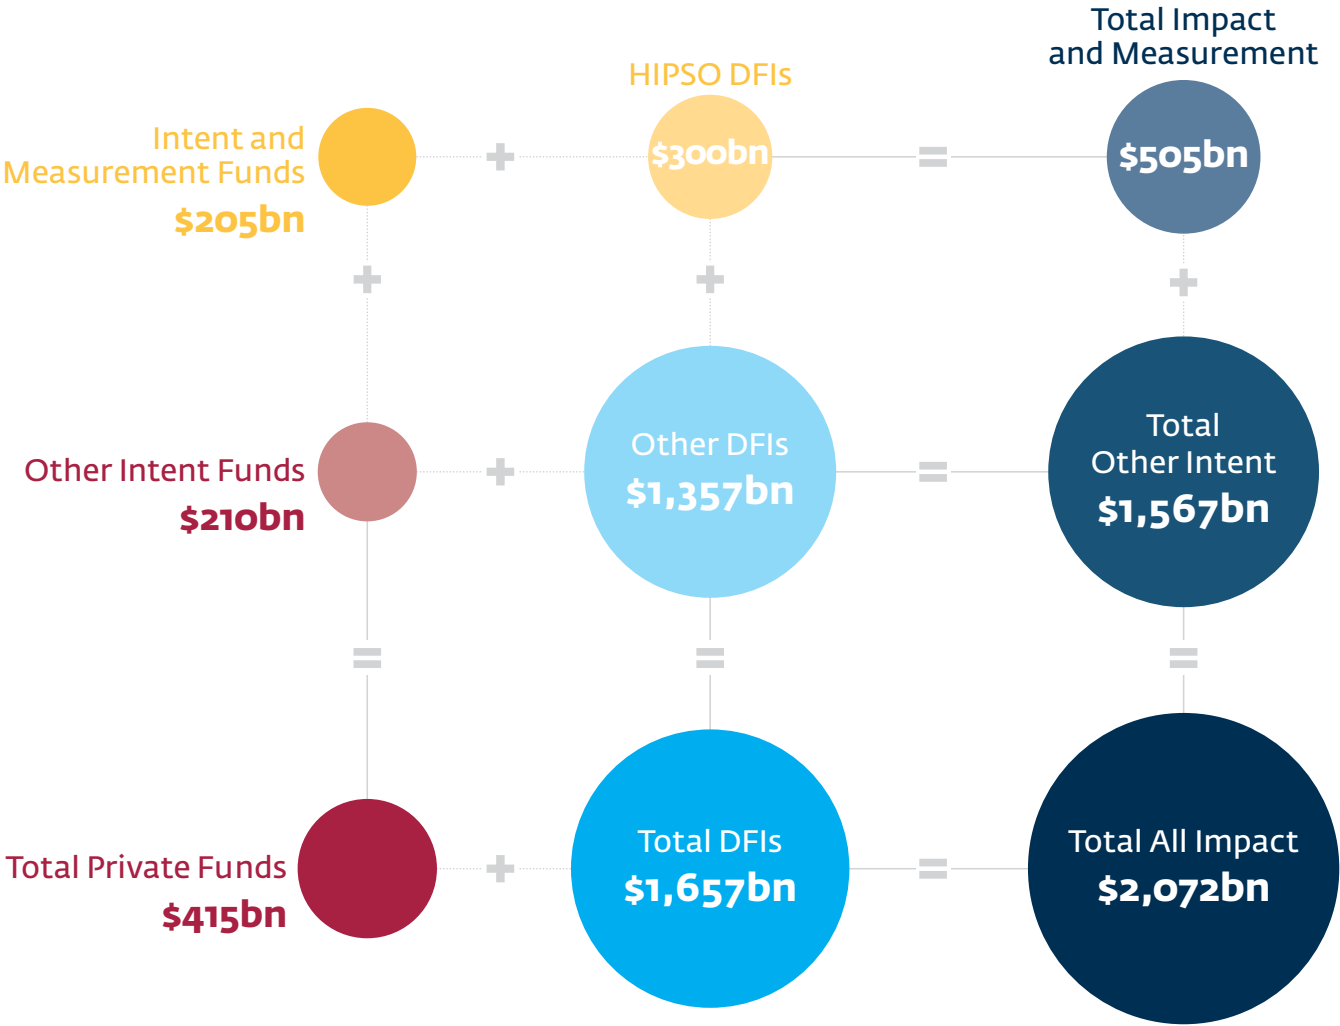 Total Impact
and Measurement
HIPSO DFIs
Intent and
Measurement Funds
$205bn
+
$300bn
=
$505bn
+
+
+
Other Intent Funds
$210bn
+
Other DFIs
$1,357bn
=
Total
Other Intent
$1,567bn
=
=
=
Total Private Funds
$415bn
+
Total DFIs
$1,657bn
=
Total All Impact
$2,072bn